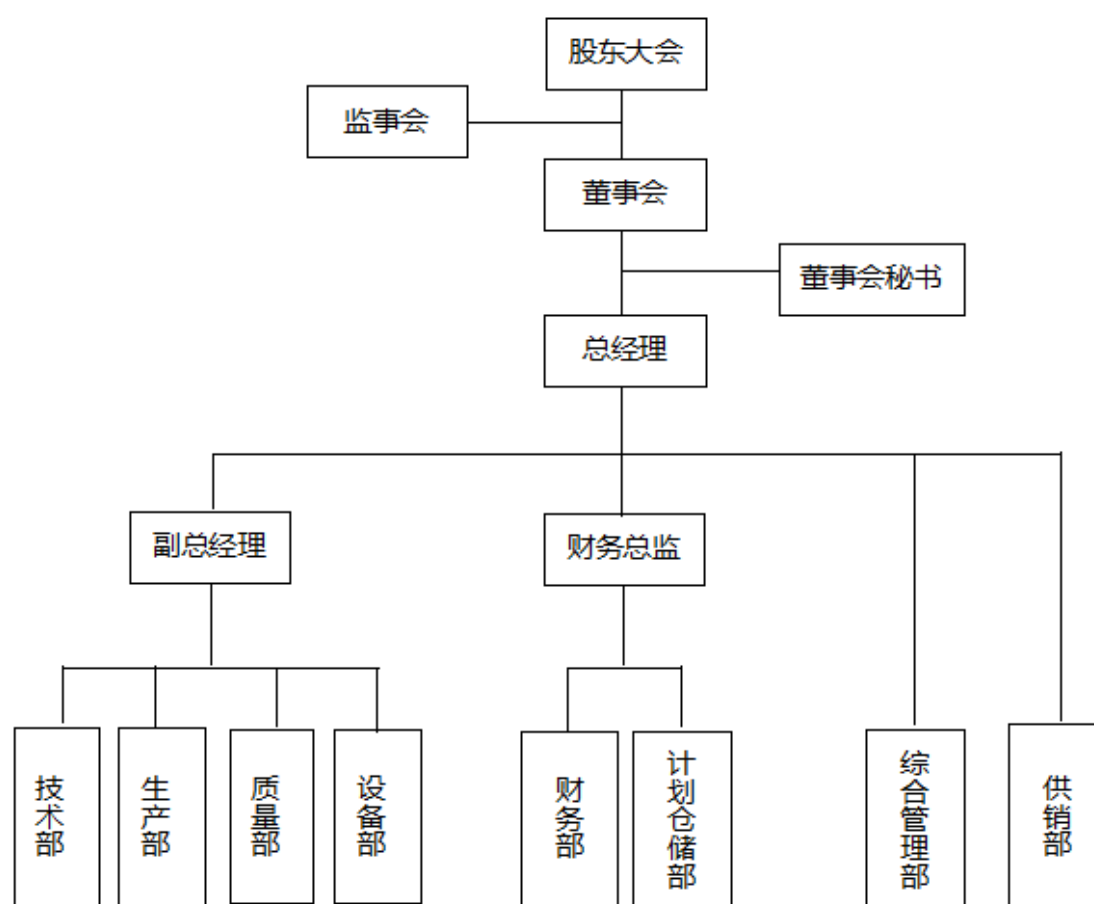 股东大会
监事会
董事会
董事会秘书
总经理
副总经理
财务总监
技术部
生产部
质量部
设备部
财务部
计划仓储部
综合管理部
供销部